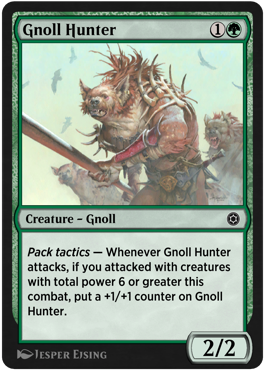 Gnoll Hunter 1
Creature – Gnoll
Pack tactics — Whenever Gnoll Hunter
attacks, if you attacked with creatures
with total power 6 or greater this
combat, put a +1/+1 counter on Gnoll
Hunter.
Jesper Eising
2/2